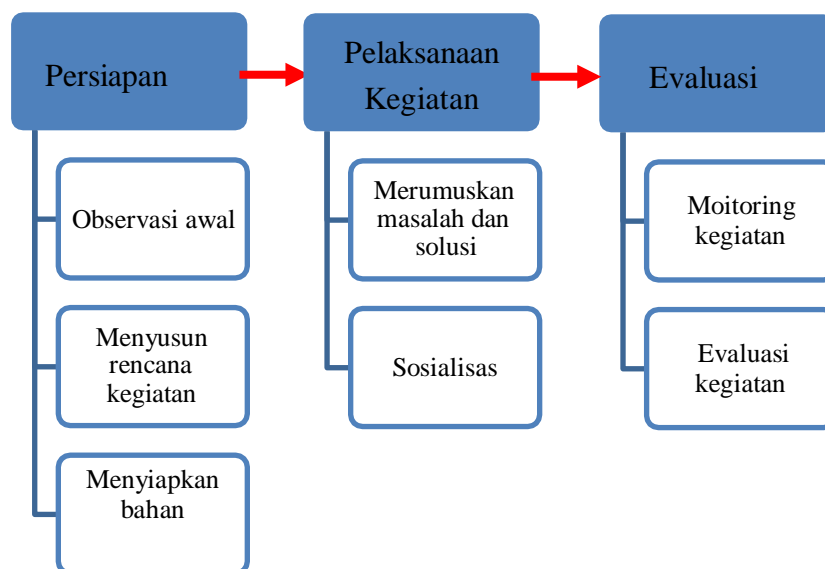 Persiapan
Observasi awal
Menyusun
rencana
kegiatan
Menyiapkan
bahan
Pelaksanaan
Kegiatan
Merumuskan
masalah dan
solusi
Sosialisas
Evaluasi
Moitoring
kegiatan
Evaluasi
kegiatan